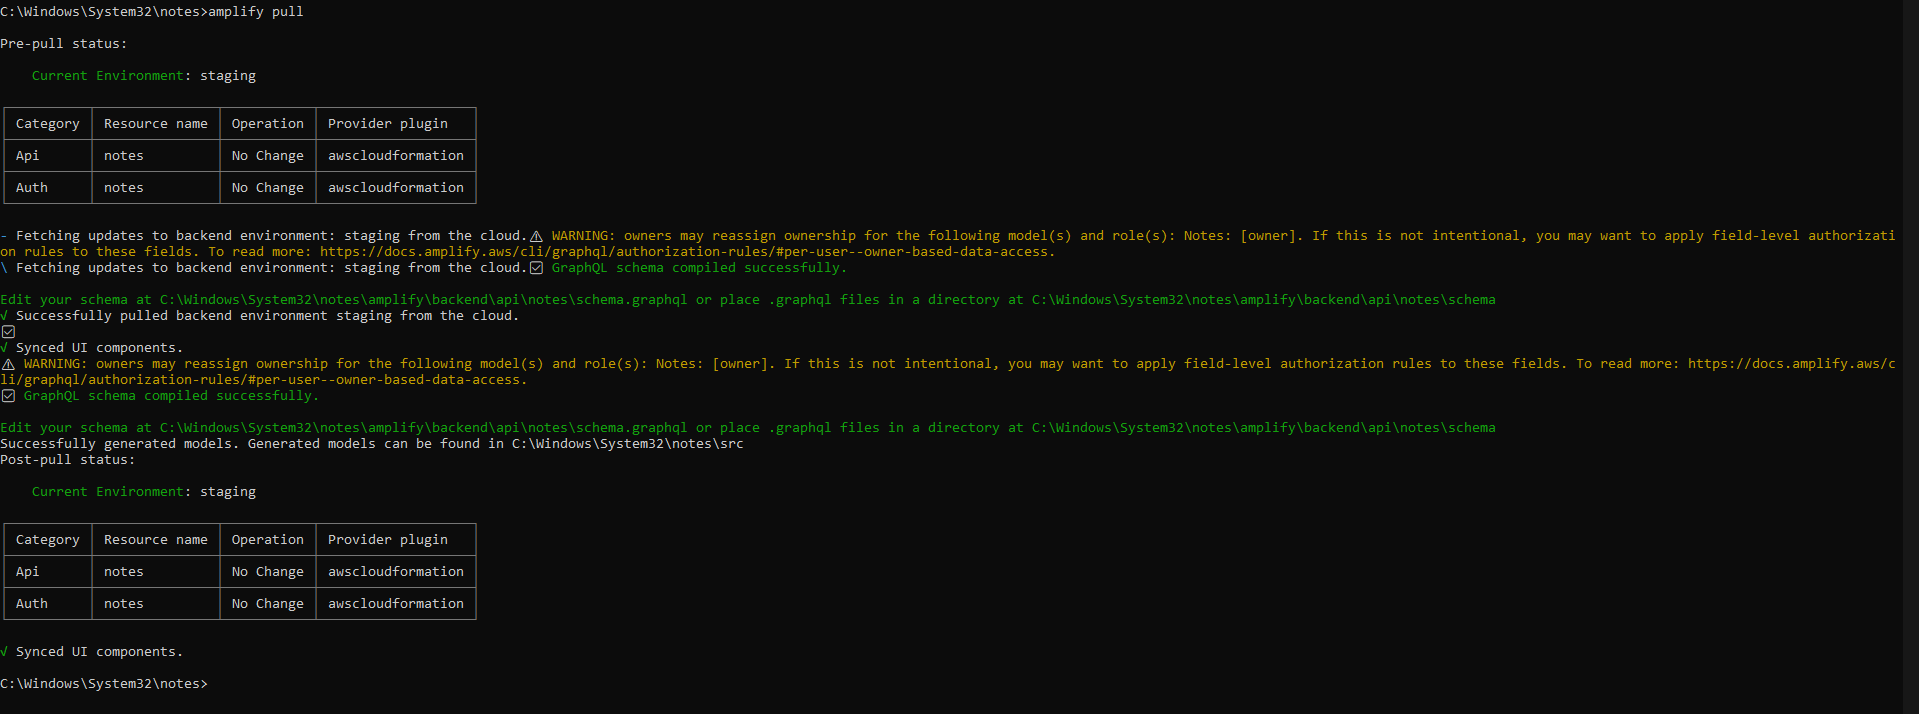 C:\Windows\System32\notes>amplify pull
Pre-pull status:
Current Environment: staging
Category Resource name Operation Provider plugin
Api notes No Change awscloudformation
Auth notes No Change awscloudformation
- Fetching updates to backend environment: staging from the cloud.⚠ WARNING: owners may reassign ownership for the following model(s) and role(s): Notes: [owner]. If this is not intentional, you may want to apply field-level authorizati
on rules to these fields. To read more: https://docs.amplify.aws/cli/graphql/authorization-rules/#per-user--owner-based-data-access.
\ Fetching updates to backend environment: staging from the cloud.☑ GraphQL schema compiled successfully.
Edit your schema at C:\Windows\System32\notes\amplify\backend\api\notes\schema.graphql or place .graphql files in a directory at C:\Windows\System32\notes\amplify\backend\api\notes\schema
√ Successfully pulled backend environment staging from the cloud.
☑
√ Synced UI components.
⚠ WARNING: owners may reassign ownership for the following model(s) and role(s): Notes: [owner]. If this is not intentional, you may want to apply field-level authorization rules to these fields. To read more: https://docs.amplify.aws/c
li/graphql/authorization-rules/#per-user--owner-based-data-access.
☑ GraphQL schema compiled successfully.
Edit your schema at C:\Windows\System32\notes\amplify\backend\api\notes\schema.graphql or place .graphql files in a directory at C:\Windows\System32\notes\amplify\backend\api\notes\schema
Successfully generated models. Generated models can be found in C:\Windows\System32\notes\src
Post-pull status:
Current Environment: staging
Category Resource name Operation Provider plugin
Api notes No Change awscloudformation
Auth notes No Change awscloudformation
√ Synced UI components.
C:\Windows\System32\notes>